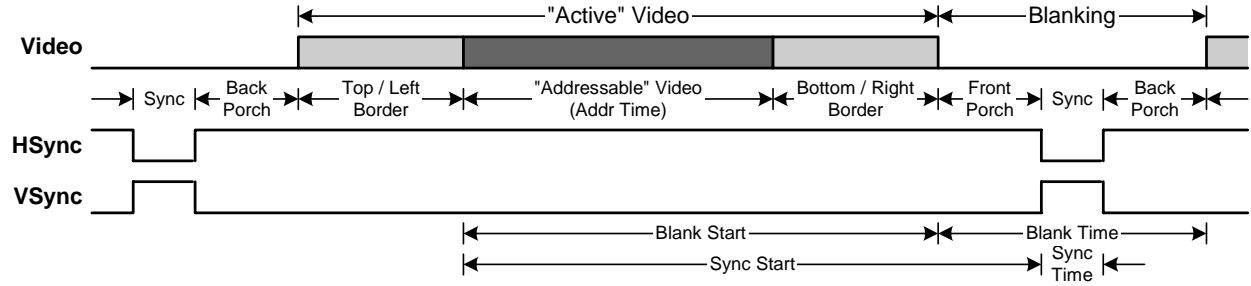 "Active" Video
Blanking
Video
Sync
Back
Porch
Top / Left
Border
"Addressable" Video
(Addr Time)
Bottom / Right
Border
Front
Porch
Sync
Back
Porch
HSync
VSync
Blank Start
Blank Time
Sync Start
Sync
Time